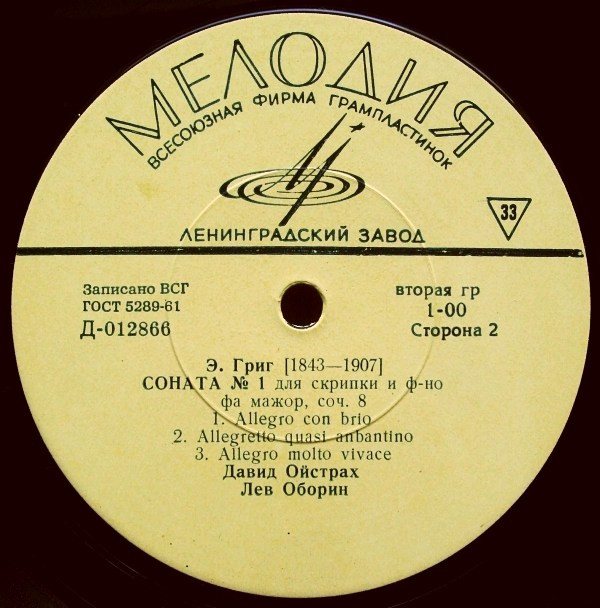 МЕЛОДИЯ
ВСЕСОЮЗНАЯ ФИРМА ГРАМПЛАСТИНОК
33
ЛЕНИНГРАДСКИЙ ЗАВОД
Записано ВСГ
ГОСТ 5289-61
Д-012866
вторая гр
1-00
Сторона 2
Э. Григ [1843—1907]
СОНАТА № 1 для скрипки и ф-но
фа мажор, соч. 8
1. Allegro con brio
2. Allegretto quasi anbantino
3. Allegro molto vivace
Давид Ойстрах
Лев Оборин